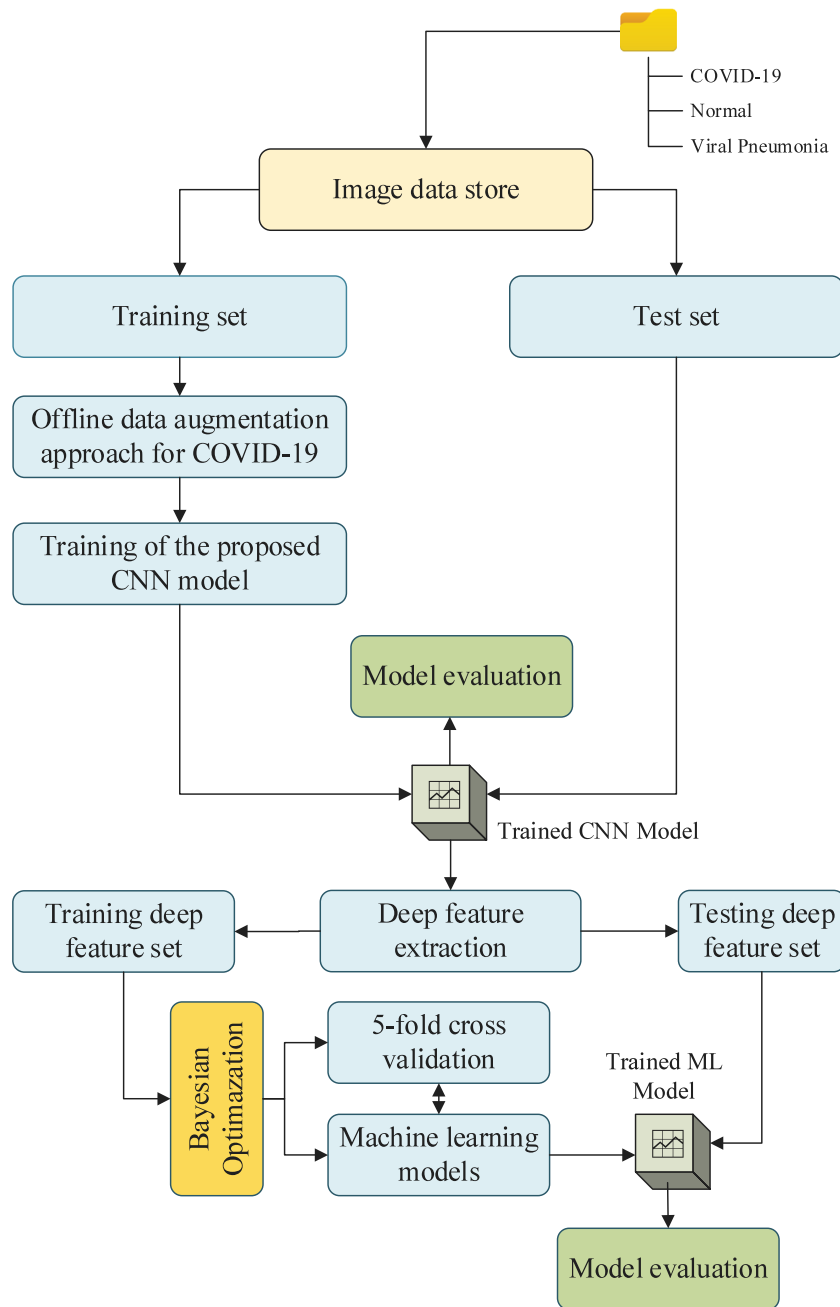 COVID-19
Normal
Viral Pneumonia
Image data store
Training set
Test set
Offline data augmentation
approach for COVID-19
Training of the proposed
CNN model
Model evaluation
Trained CNN Model
Training deep
feature set
Deep feature
extraction
Testing deep
feature set
Bayesian
Optimazation
5-fold cross
validation
Trained ML
Model
Machine learning
models
Model evaluation